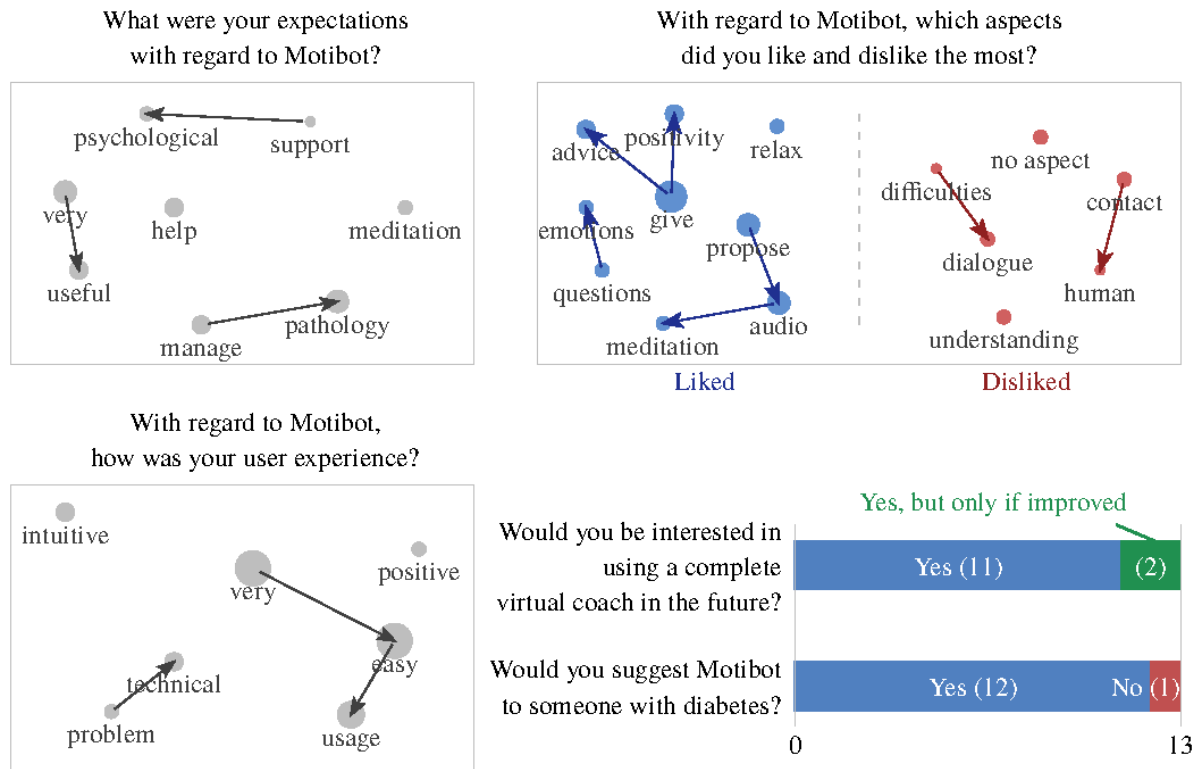 What were your expectations
with regard to Motibot?
psychological
support
very
help
meditation
useful
pathology
manage
With regard to Motibot, which aspects
did you like and dislike the most?
advice
positivity
relax
give
emotions
propose
questions
audio
meditation
no aspect
difficulties
contact
dialogue
human
understanding
Liked
Disliked
With regard to Motibot,
how was your user experience?
intuitive
positive
very
easy
technical
problem
usage
Yes, but only if improved
Would you be interested in
using a complete
virtual coach in the future?
Yes (11)
(2)
Would you suggest Motibot
to someone with diabetes?
Yes (12)
No (1)
0
13